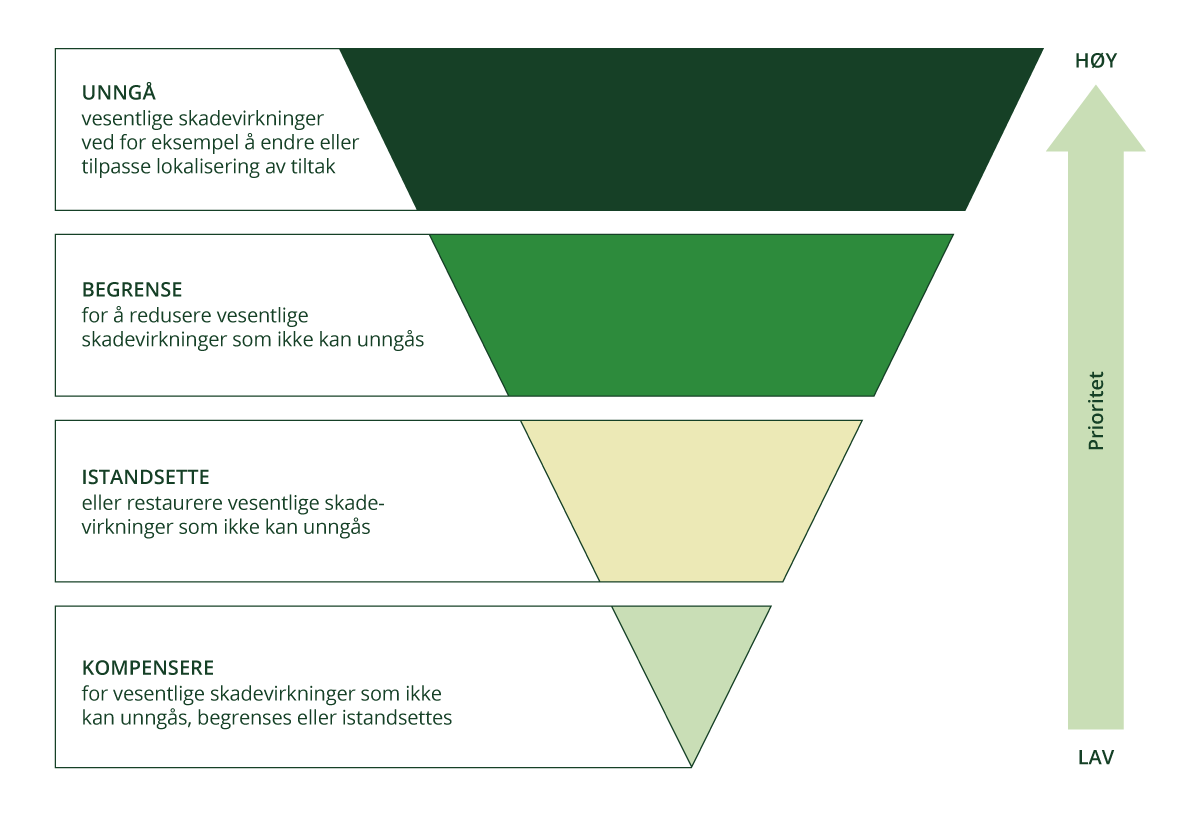 UNNGÅ
vesentlige skadevirkninger
ved for eksempel å endre eller
tilpasse lokalisering av tiltak
BEGRENSE
for å redusere vesentlige
skadevirkninger som ikke kan unngås
ISTANDSETTE
eller restaurere vesentlige skade-
virkninger som ikke kan unngås
KOMPENSERE
for vesentlige skadevirkninger som ikke
kan unngås, begrenses eller istandsettes
HØY
Prioritet
LAV